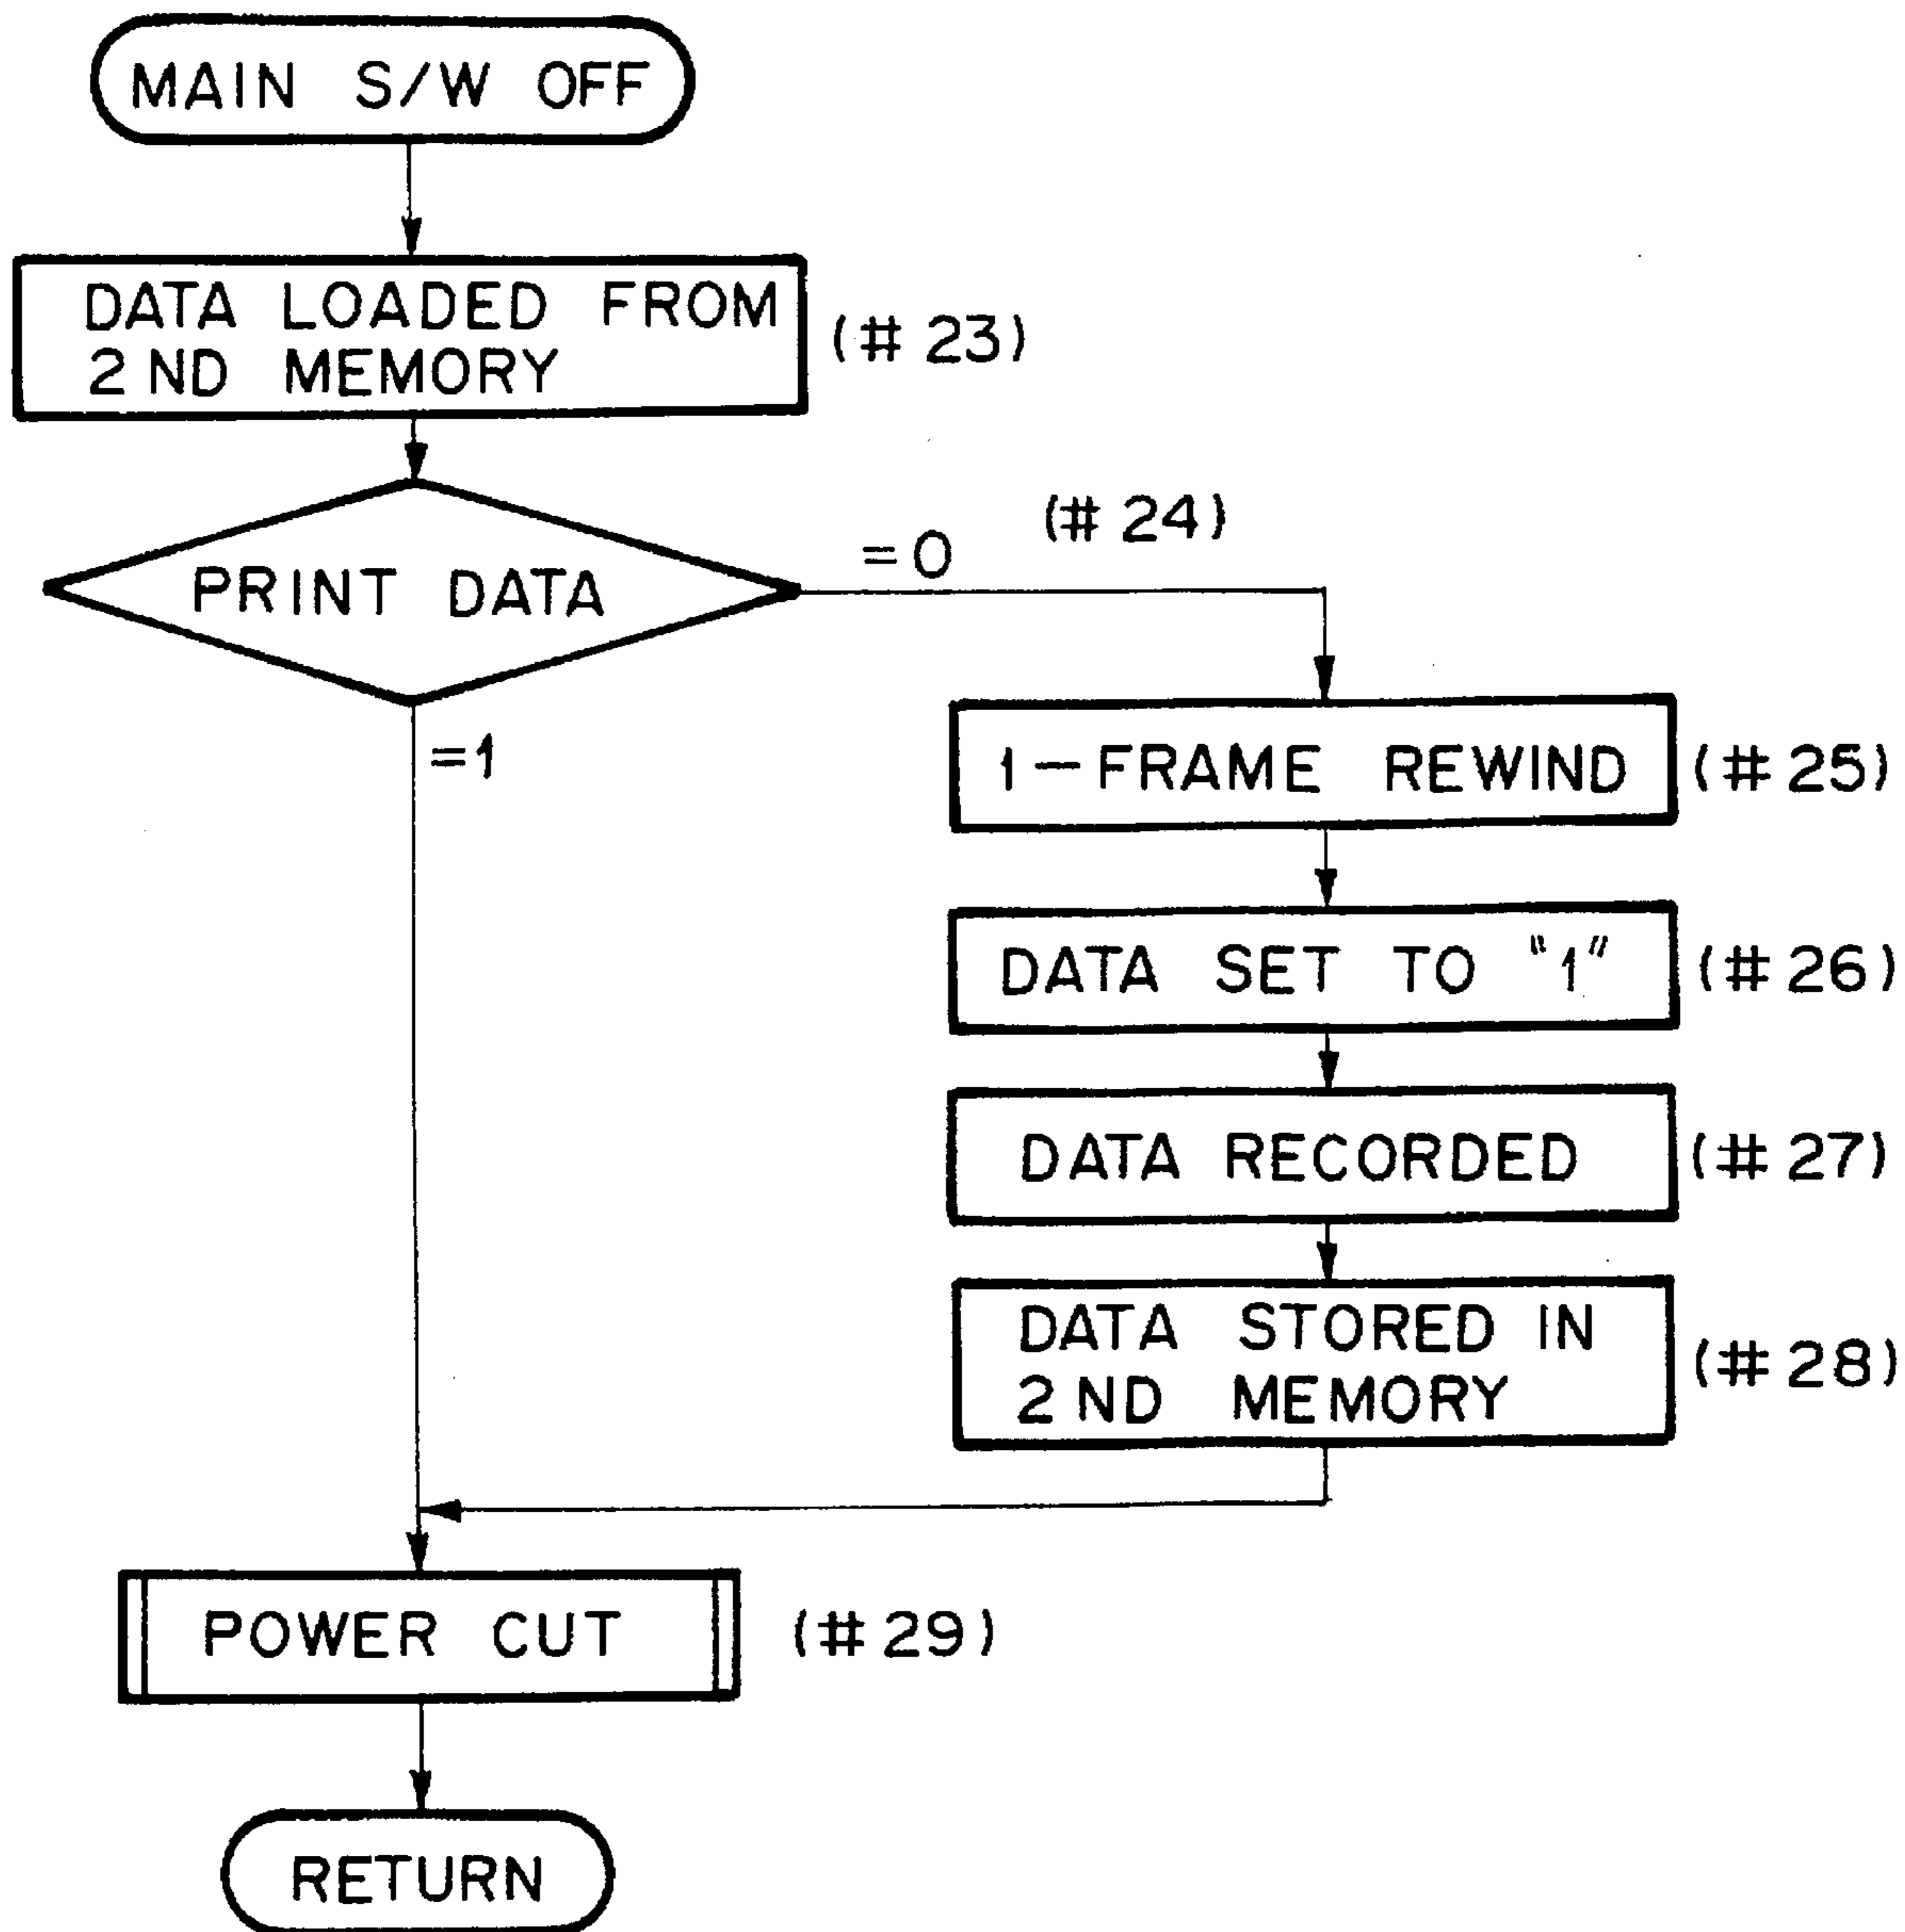 MAIN S/W OFF
DATA LOADED FROM
2 ND MEMORY
(# 23)
PRINT DATA
=0
(# 24)
=1
1-FRAME REWIND
(# 25)
DATA SET TO "1"
(# 26)
DATA RECORDED
(# 27)
DATA STORED IN
2 ND MEMORY
(# 28)
POWER CUT
(# 29)
RETURN